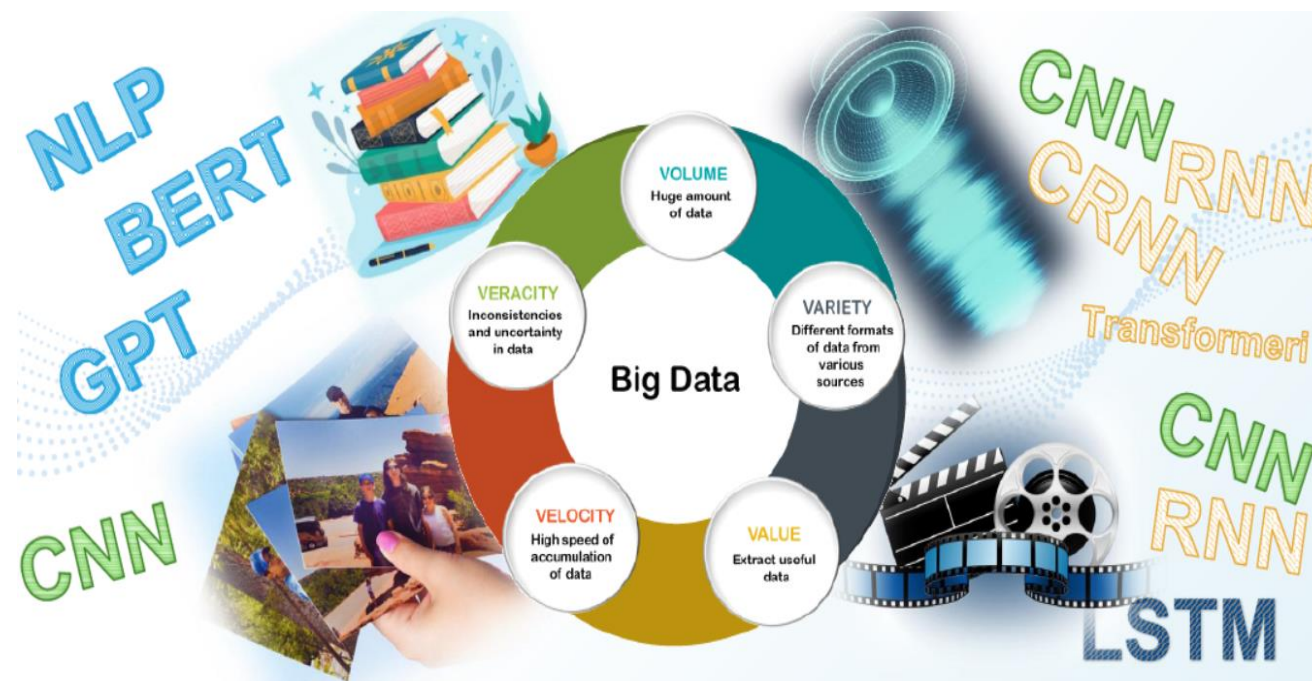 NLP
BERT
GPT
CNN
VOLUME
Huge amount
of data
VARIETY
Different formats
of data from
various
sources
VALUE
Extract useful
data
VELOCITY
High speed of
accumulation
of data
VERACITY
Inconsistencies
and uncertainty
in data
Big Data
CNN
RNN
CRNN
Transformeri
CNN
RNN
LSTM